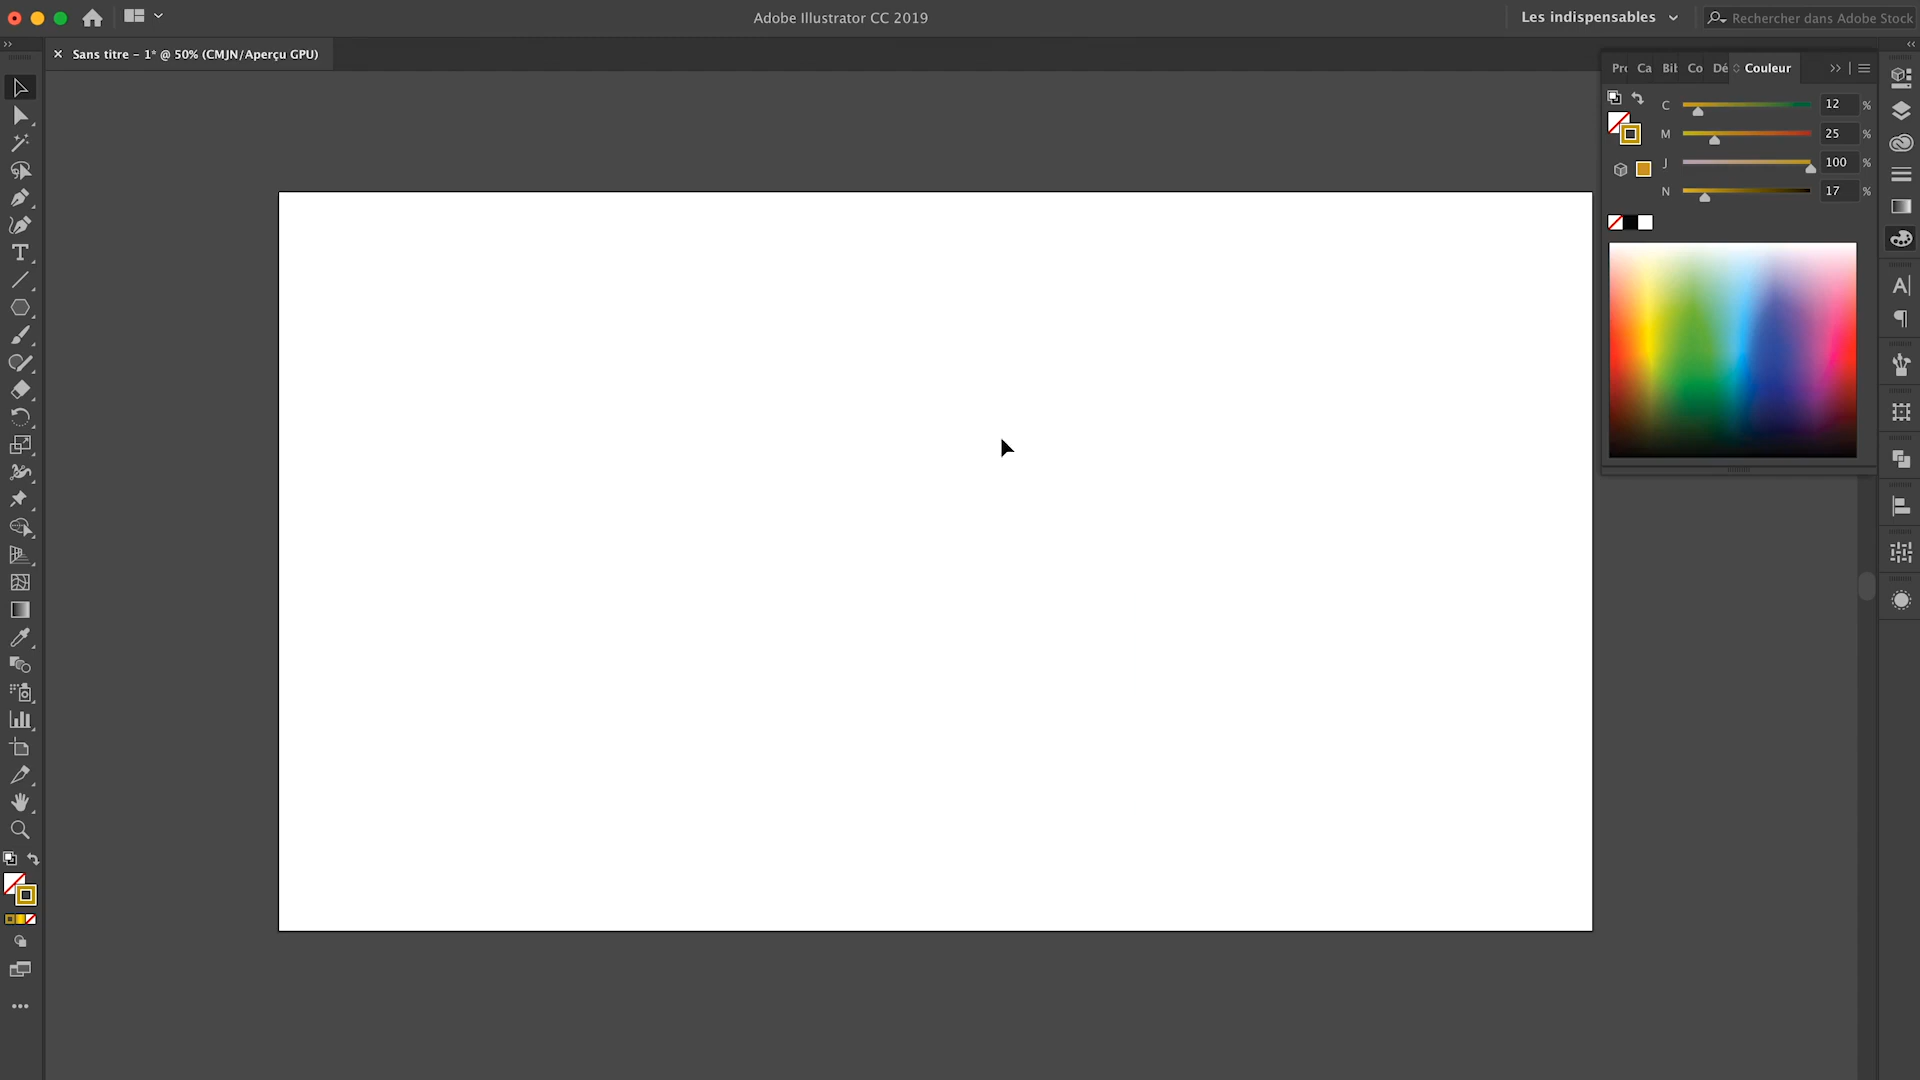 Adobe Illustrator CC 2019
Les indispensables
Rechercher dans Adobe Stock
Sans titre - 1* @ 50% (CMJN/Aperçu GPU)
Pr Ca Bil Co Dé Couleur
C 12 %
M 25 %
J 100 %
N 17 %